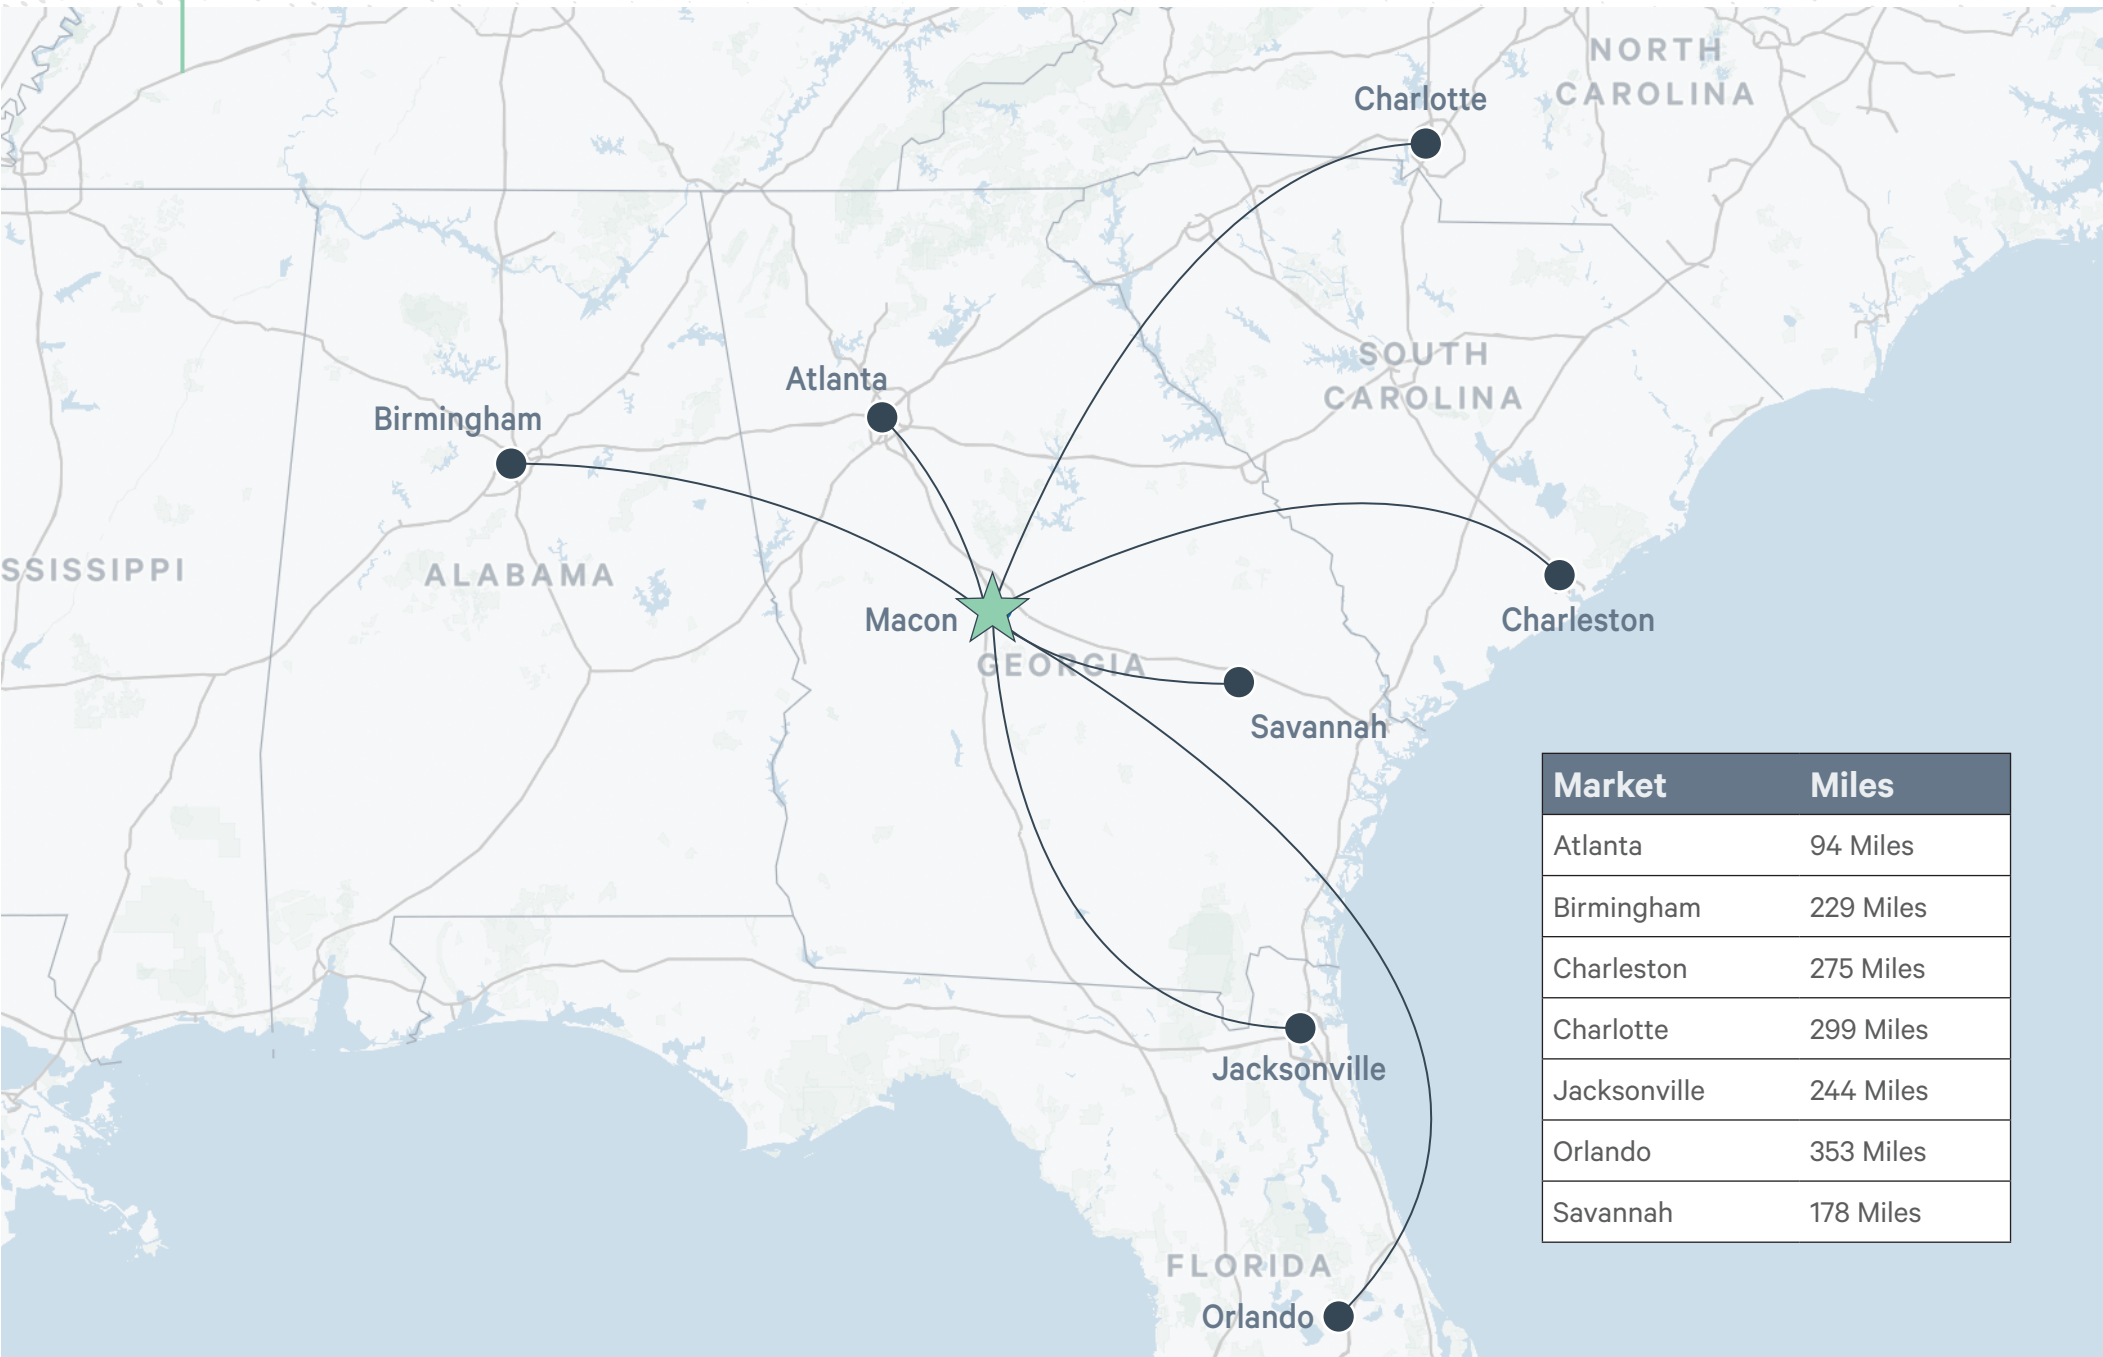 NORTH
CAROLINA
Charlotte
SOUTH
CAROLINA
Atlanta
Birmingham
SSISSIPPI
ALABAMA
Macon
GEORGIA
Charleston
Savannah
Jacksonville
FLORIDA
Orlando
Market Miles
Atlanta 94 Miles
Birmingham 229 Miles
Charleston 275 Miles
Charlotte 299 Miles
Jacksonville 244 Miles
Orlando 353 Miles
Savannah 178 Miles